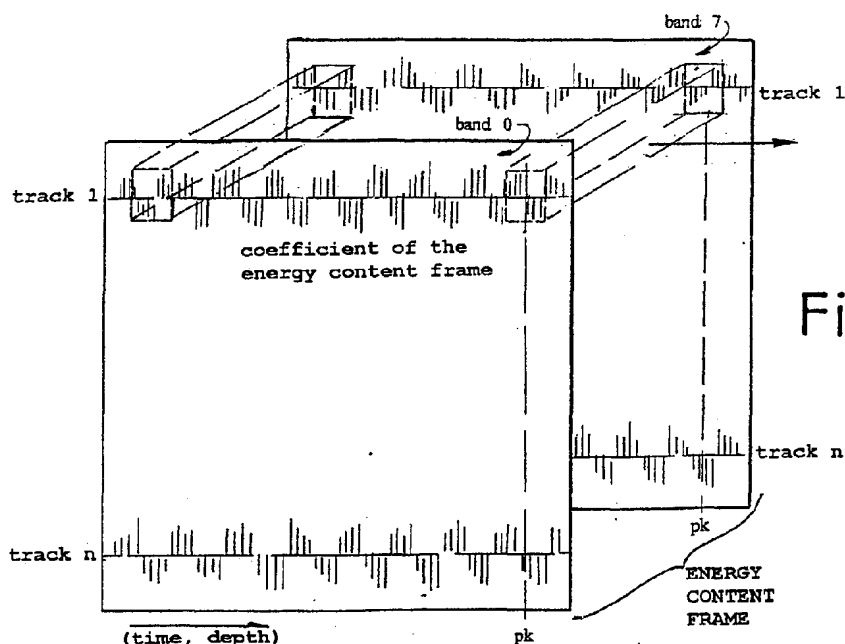 band 7
track 1
band 0
track 1
coefficient of the
energy content frame
Fi
track n
pk
track n
ENERGY
CONTENT
FRAME
(time, depth)
pk